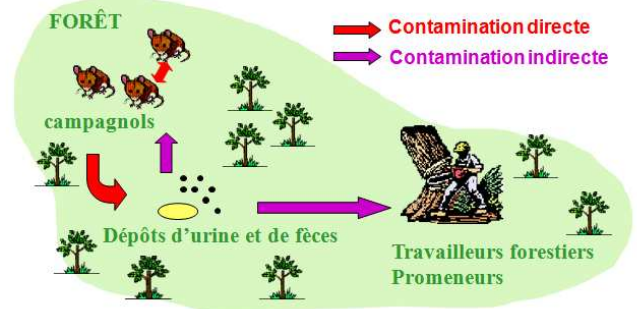 FORÊT
Contamination directe
Contamination indirecte
campagnols
Dépôts d'urine et de fèces
Travailleurs forestiers
Promeneurs